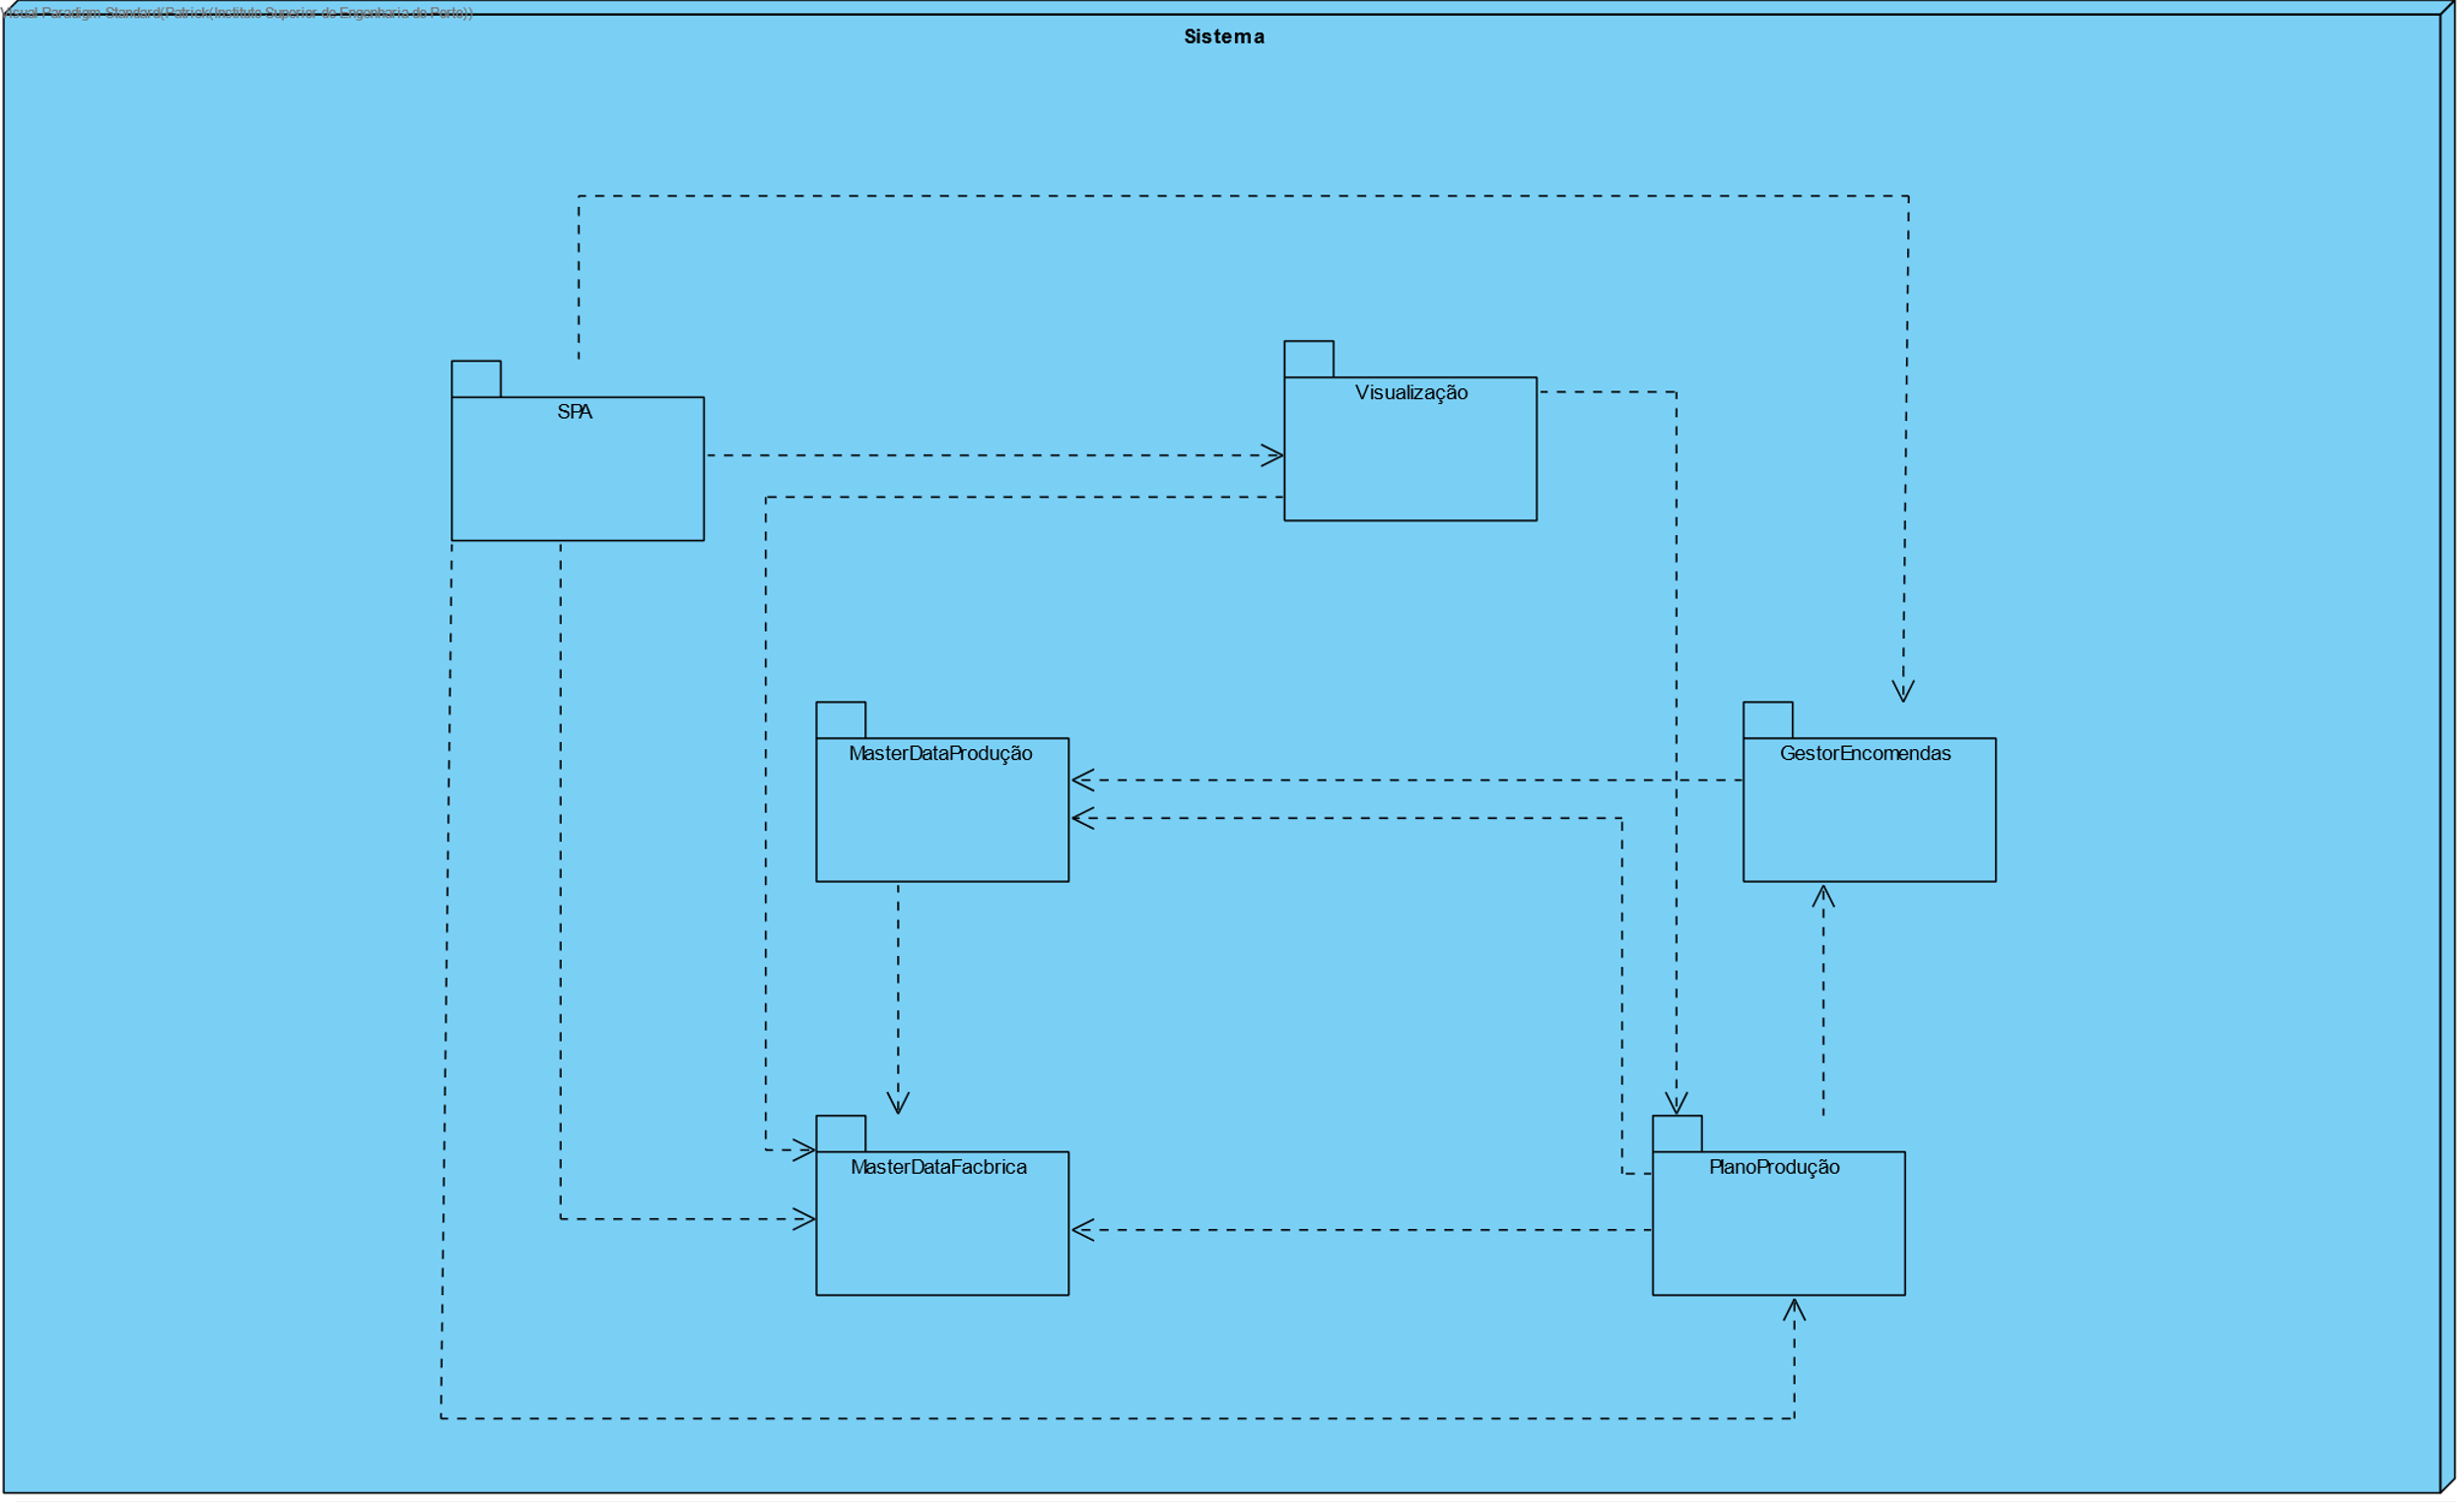 Visual Paradigm Standard(Patrick(Instituto Superior de Engenharia do Porto))
Sistema
SPA
Visualização
MasterDataProdução
GestorEncomendas
MasterDataFacbrica
PlanoProdução